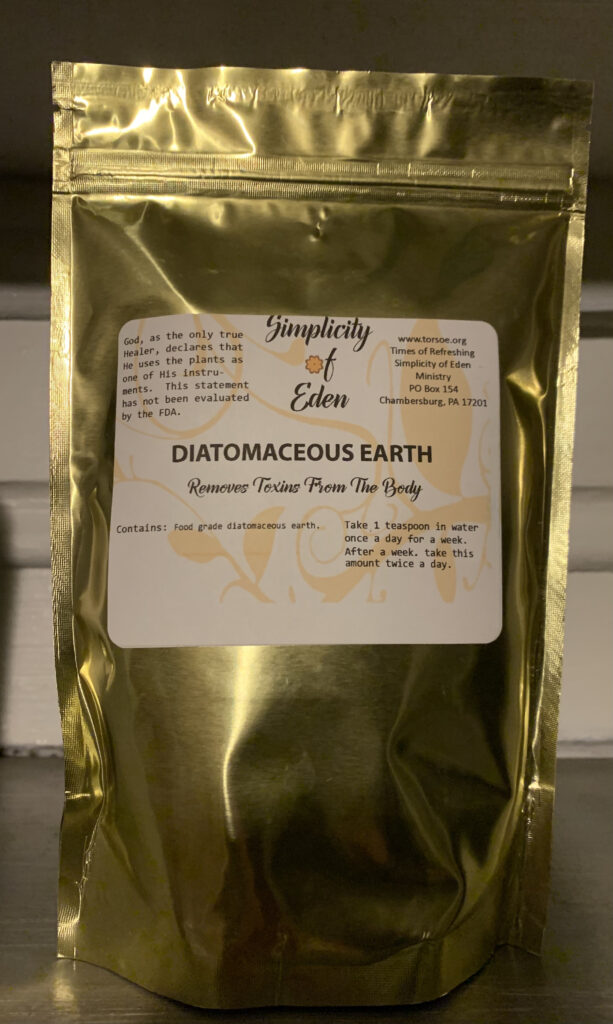 God, as the only true
Healer, declares that
He uses the plants as
one of His instru-
ments. This statement
has not been evaluated
by the FDA.
Simplicity
of
Eden
www.torsoe.org
Times of Refreshing
Simplicity of Eden
Ministry
PO Box 154
Chambersburg, PA 17201
DIATOMACEOUS EARTH
Removes Toxins From The Body
Contains: Food grade diatomaceous earth.
Take 1 teaspoon in water
once a day for a week.
After a week. take this
amount twice a day.